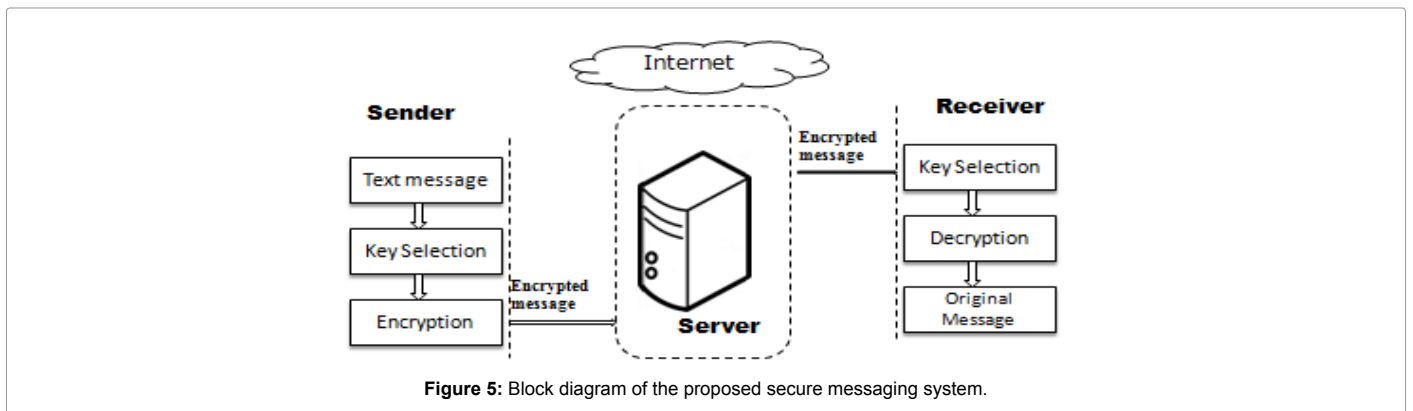 Internet
Sender
Text message
Key Selection
Encryption
Encrypted
message
Server
Encrypted
message
Receiver
Key Selection
Decryption
Original
Message
Figure 5: Block diagram of the proposed secure messaging system.